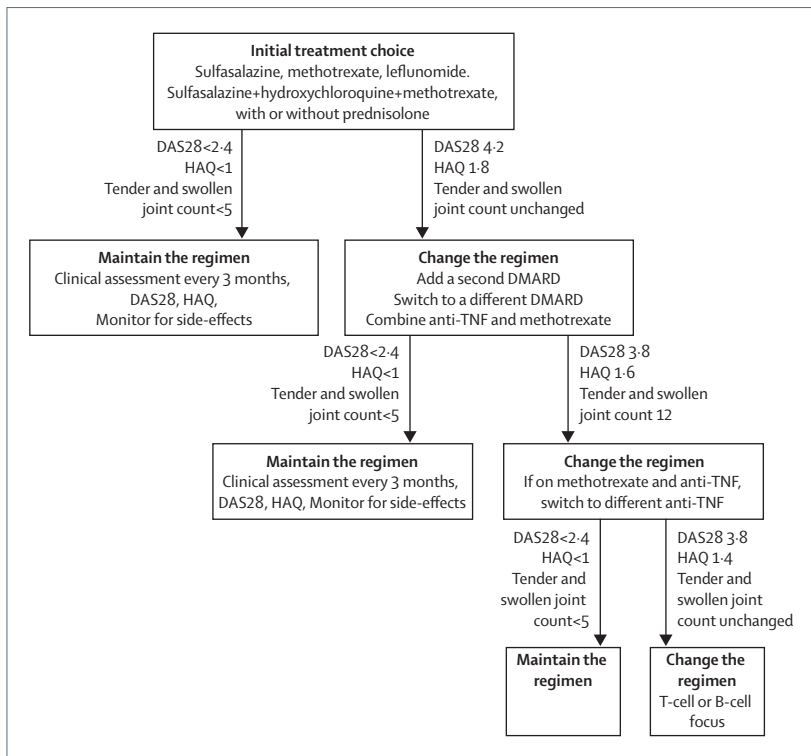 Initial treatment choice
Sulfasalazine, methotrexate, leflunomide.
Sulfasalazine+hydroxychloroquine+methotrexate,
with or without prednisolone
DAS28<2·4
HAQ<1
Tender and swollen
joint count<5
DAS28 4·2
HAQ 1·8
Tender and swollen
joint count unchanged
Maintain the regimen
Clinical assessment every 3 months,
DAS28, HAQ,
Monitor for side-effects
Change the regimen
Add a second DMARD
Switch to a different DMARD
Combine anti-TNF and methotrexate
DAS28<2·4
HAQ<1
Tender and swollen
joint count<5
DAS28 3·8
HAQ 1·6
Tender and swollen
joint count 12
Maintain the regimen
Clinical assessment every 3 months,
DAS28, HAQ, Monitor for side-effects
Change the regimen
If on methotrexate and anti-TNF,
switch to different anti-TNF
DAS28<2·4
HAQ<1
Tender and
swollen joint
count<5
DAS28 3·8
HAQ 1·4
Tender and
swollen joint
count unchanged
Maintain the
regimen
Change the
regimen
T-cell or B-cell
focus